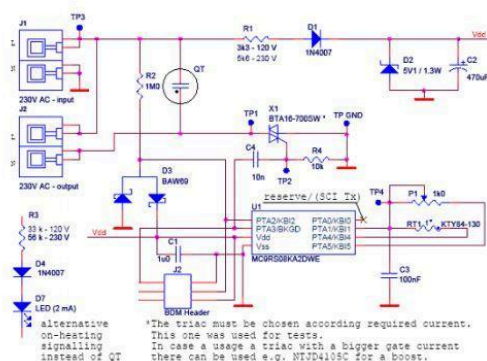 J1
TP3
R1
3k3 - 120 V
5k6 - 230 V
D1
1N4007
Vdd
R2
1M0
QT
D2
5V1 / 1.3W
C2
470uF
230V AC - input
J2
TP1
X1
BTA16-700SW *
TP GND
C4
10n
R4
10k
TP2
230V AC - output
D3
BAW69
reserve/(SCI Tx)
TP4
P1
1k0
U1
PTA2/KBI2
PTA3/BKGD
Vdd
Vss
PTA0/KBI0
PTA1/KBI1
PTA4/KBI4
PTA5/KBI5
MC9RS08KA2DWE
RT1
KTY84-130
R3
33 k - 120 V
56 k - 230 V
Vdd
C1
1u0
J2
BDM Header
C3
100nF
D4
1N4007
D7
LED (2 mA)
alternative
on-heating
signalling
instead of QT
*The triac must be chosen according required current.
This one was used for tests.
In case a usage a triac with a bigger gate current
there can be used e.g. NTJD4105C for a boost.